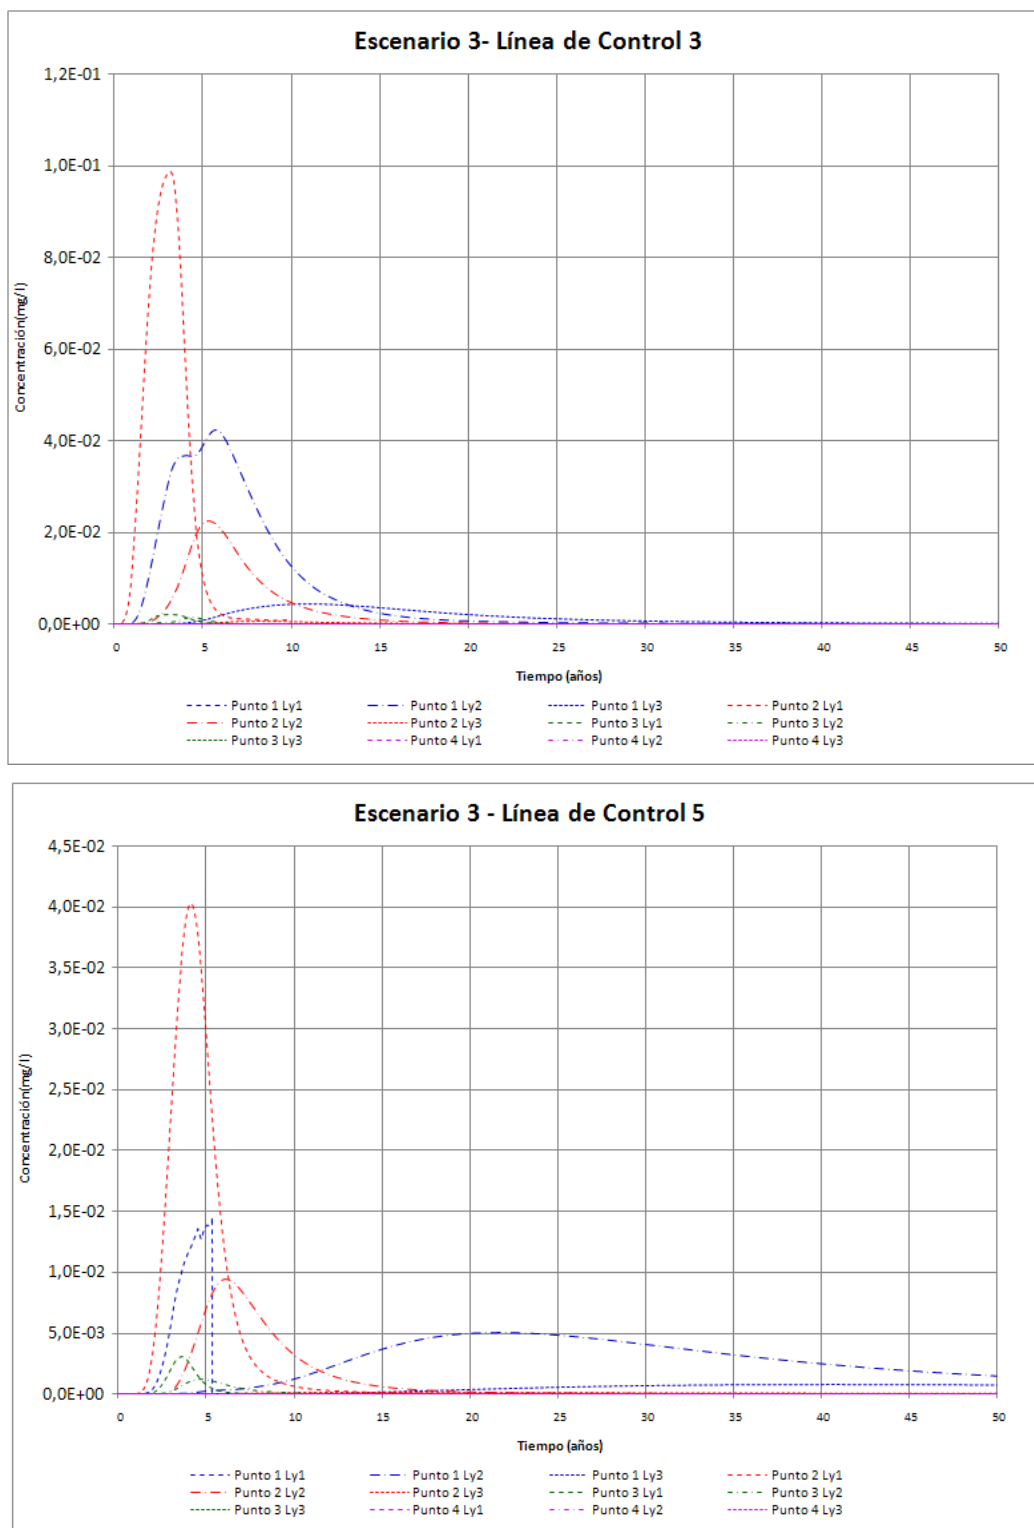 Escenario 3- Línea de Control 3
1,2E-01
1,0E-01
8,0E-02
6,0E-02
4,0E-02
2,0E-02
0,0E+00
Concentración(mg/l)
0 5 10 15 20 25 30 35 40 45 50
Tiempo (años)
Punto 1 Ly1 Punto 1 Ly2 Punto 1 Ly3 Punto 2 Ly1
Punto 2 Ly2 Punto 2 Ly3 Punto 3 Ly1 Punto 3 Ly2
Punto 3 Ly3 Punto 4 Ly1 Punto 4 Ly2 Punto 4 Ly3
Escenario 3 - Línea de Control 5
4,5E-02
4,0E-02
3,5E-02
3,0E-02
2,5E-02
2,0E-02
1,5E-02
1,0E-02
5,0E-03
0,0E+00
Concentración(mg/l)
0 5 10 15 20 25 30 35 40 45 50
Tiempo (años)
Punto 1 Ly1 Punto 1 Ly2 Punto 1 Ly3 Punto 2 Ly1
Punto 2 Ly2 Punto 2 Ly3 Punto 3 Ly1 Punto 3 Ly2
Punto 3 Ly3 Punto 4 Ly1 Punto 4 Ly2 Punto 4 Ly3